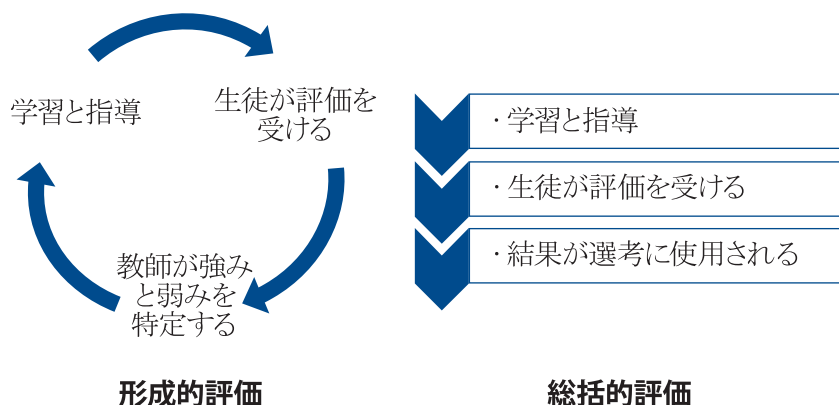 学習と指導
生徒が評価を
受ける
教師が強み
と弱みを
特定する
形成的評価
· 学習と指導
· 生徒が評価を受ける
· 結果が選考に使用される
総括的評価